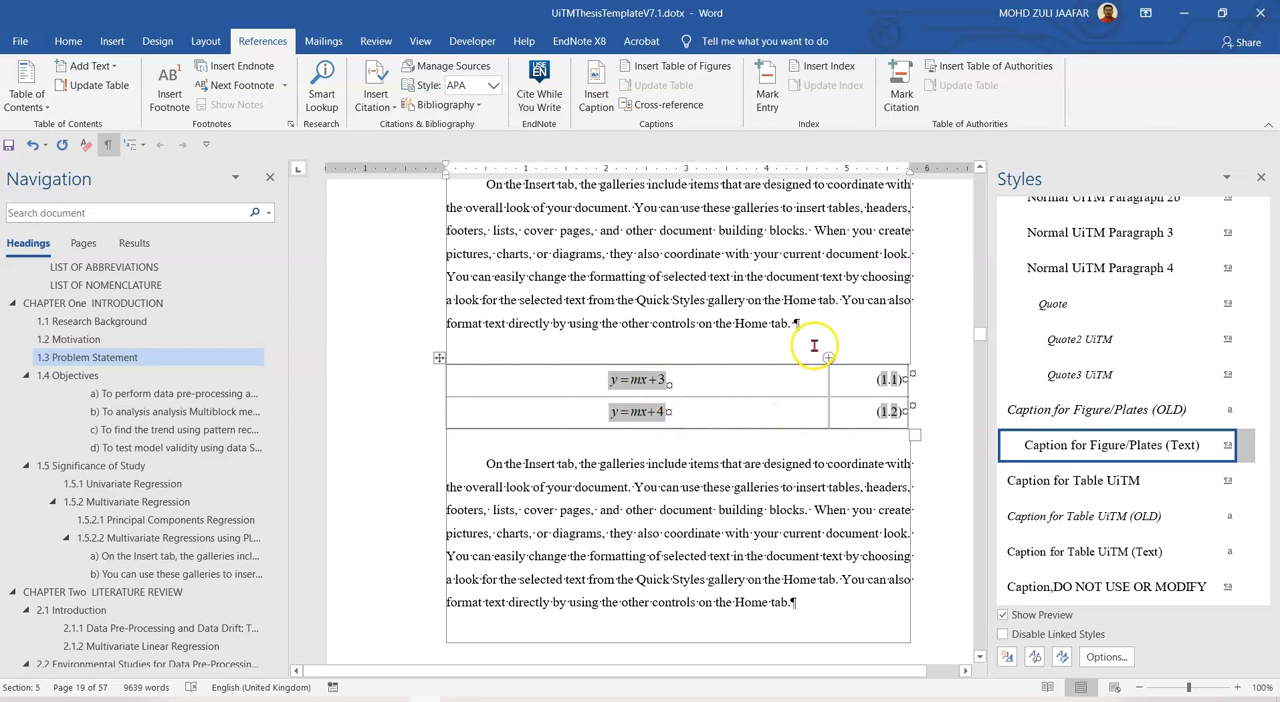 UiTMThesisTemplateV7.1.dotx - Word
MOHD ZULI JAAFAR
File Home Insert Design Layout References Mailings Review View Developer Help EndNote X8 Acrobat Tell me what you want to do Share
Table of Contents
Add Text
Update Table
Table of Contents
AB1
Insert Footnote
Insert Endnote
Next Footnote
Show Notes
Footnotes
Smart Lookup
Research
Insert Citation
Manage Sources
Style: APA
Bibliography
Citations & Bibliography
USE EN
Cite While You Write
EndNote
Insert Caption
Insert Table of Figures
Update Table
Cross-reference
Captions
Mark Entry
Insert Index
Update Index
Index
Mark Citation
Insert Table of Authorities
Update Table
Table of Authorities
Navigation
Search document
Headings Pages Results
LIST OF ABBREVIATIONS
LIST OF NOMENCLATURE
CHAPTER One INTRODUCTION
1.1 Research Background
1.2 Motivation
1.3 Problem Statement
1.4 Objectives
a) To perform data pre-processing a...
b) To analysis analysis Multiblock me...
c) To find the trend using pattern rec...
d) To test model validity using data S...
1.5 Significance of Study
1.5.1 Univariate Regression
1.5.2 Multivariate Regression
1.5.2.1 Principal Components Regression
1.5.2.2 Multivariate Regressions using PL...
a) On the Insert tab, the galleries incl...
b) You can use these galleries to inser...
CHAPTER Two LITERATURE REVIEW
2.1 Introduction
2.1.1 Data Pre-Processing and Data Drift: T...
2.1.2 Multivariate Linear Regression
2.2 Environmental Studies for Data Pre-Processin...
1 1 2 3 4 5 6
On the Insert tab, the galleries include items that are designed to coordinate with
the overall look of your document. You can use these galleries to insert tables, headers,
footers, lists, cover pages, and other document building blocks. When you create
pictures, charts, or diagrams, they also coordinate with your current document look.
You can easily change the formatting of selected text in the document text by choosing
a look for the selected text from the Quick Styles gallery on the Home tab. You can also
format text directly by using the other controls on the Home tab. ¶
y = mx + 3 (1.1)
y = mx + 4 (1.2)
On the Insert tab, the galleries include items that are designed to coordinate with
the overall look of your document. You can use these galleries to insert tables, headers,
footers, lists, cover pages, and other document building blocks. When you create
pictures, charts, or diagrams, they also coordinate with your current document look.
You can easily change the formatting of selected text in the document text by choosing
a look for the selected text from the Quick Styles gallery on the Home tab. You can also
format text directly by using the other controls on the Home tab.¶
Styles
Normal UiTM Paragraph 2b
Normal UiTM Paragraph 3
Normal UiTM Paragraph 4
Quote
Quote2 UiTM
Quote3 UiTM
Caption for Figure/Plates (OLD) a
Caption for Figure/Plates (Text)
Caption for Table UiTM
Caption for Table UiTM (OLD) a
Caption for Table UiTM (Text) a
Caption,DO NOT USE OR MODIFY
Show Preview
Disable Linked Styles
Options...
Section: 5 Page 19 of 57 9639 words English (United Kingdom) 100%